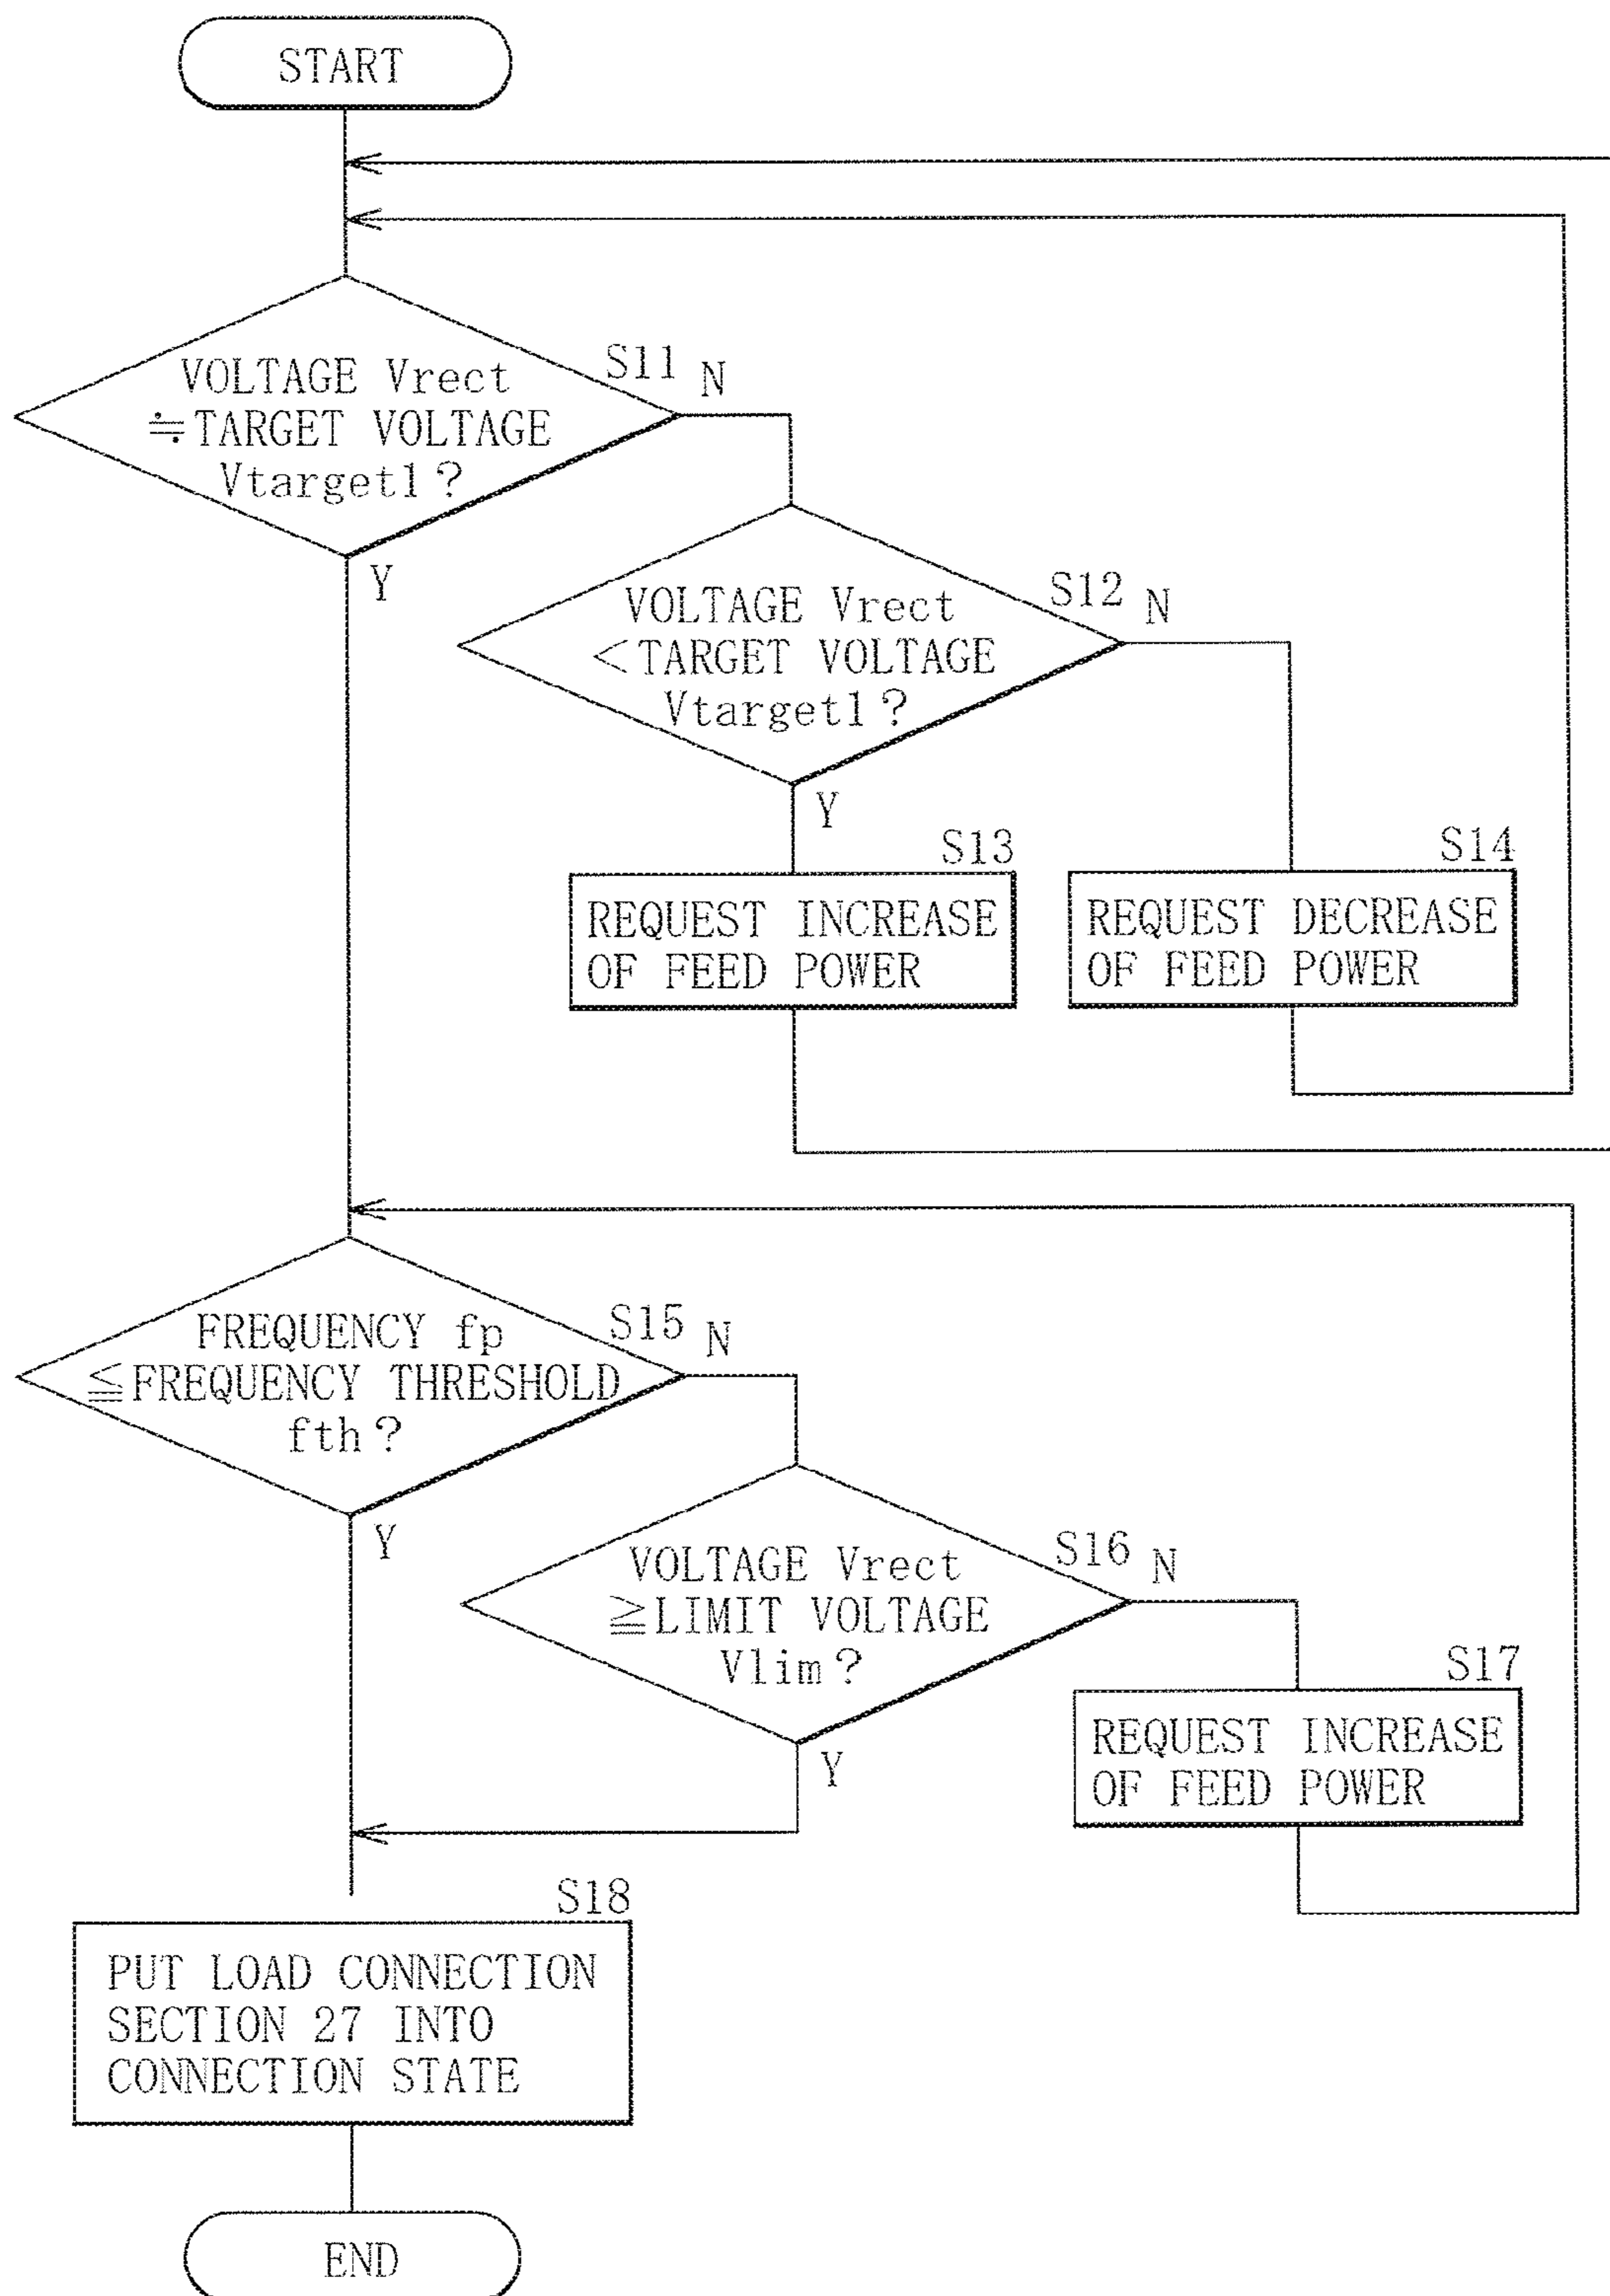 START
S11
N
VOLTAGE Vrect
≒TARGET VOLTAGE
Vtarget1?
Y
S12
N
VOLTAGE Vrect
<TARGET VOLTAGE
Vtarget1?
Y
S13
REQUEST INCREASE
OF FEED POWER
S14
REQUEST DECREASE
OF FEED POWER
S15
N
FREQUENCY fp
≦FREQUENCY THRESHOLD
fth?
Y
S16
N
VOLTAGE Vrect
≧LIMIT VOLTAGE
Vlim?
Y
S17
REQUEST INCREASE
OF FEED POWER
S18
PUT LOAD CONNECTION
SECTION 27 INTO
CONNECTION STATE
END